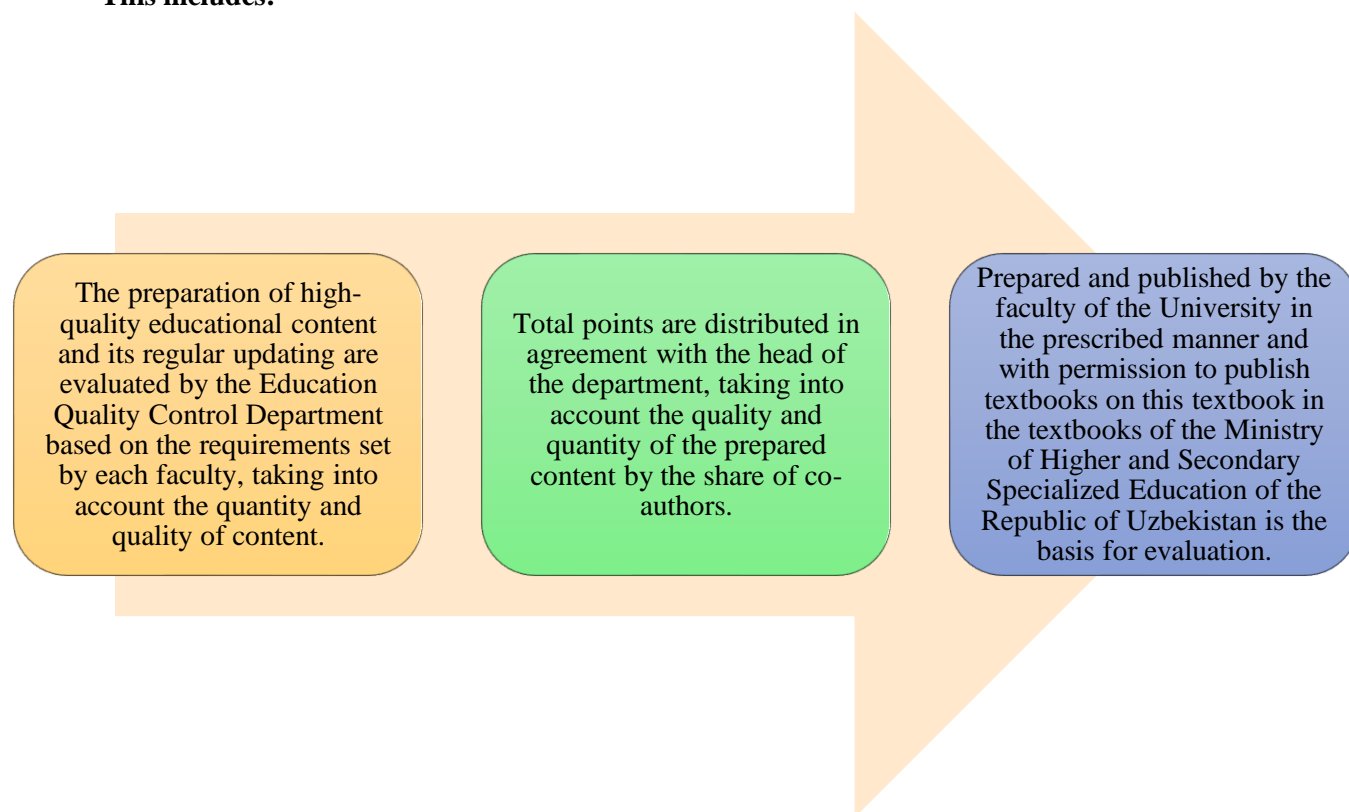 This includes:
The preparation of high-
quality educational content
and its regular updating are
evaluated by the Education
Quality Control Department
based on the requirements set
by each faculty, taking into
account the quantity and
quality of content.
Total points are distributed in
agreement with the head of
the department, taking into
account the quality and
quantity of the prepared
content by the share of co-
authors.
Prepared and published by the
faculty of the University in
the prescribed manner and
with permission to publish
textbooks on this textbook in
the textbooks of the Ministry
of Higher and Secondary
Specialized Education of the
Republic of Uzbekistan is the
basis for evaluation.